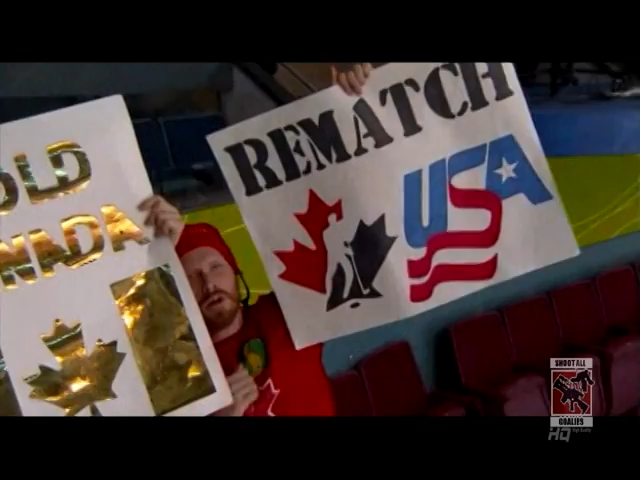 OLD
NADA
REMATCH
USA
SHOOT ALL
GOALIES
HQ